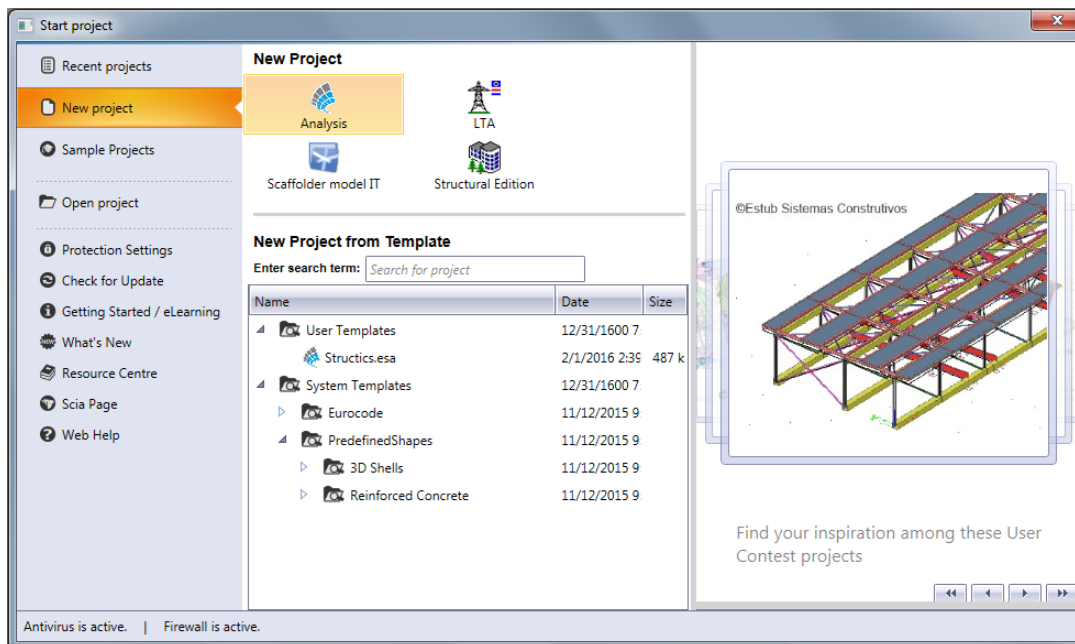 Start project
Recent projects
New project
Sample Projects
Open project
Protection Settings
Check for Update
Getting Started / eLearning
What's New
Resource Centre
Scia Page
Web Help
New Project
Analysis
LTA
Scaffolder model IT
Structural Edition
New Project from Template
Enter search term: Search for project
Name Date Size
User Templates 12/31/1600 7:
Structics.esa 2/1/2016 2:39 487 k
System Templates 12/31/1600 7:
Eurocode 11/12/2015 9
PredefinedShapes 11/12/2015 9
3D Shells 11/12/2015 9
Reinforced Concrete 11/12/2015 9
©Estub Sistemas Construtivos
Find your inspiration among these User
Contest projects
Antivirus is active. | Firewall is active.